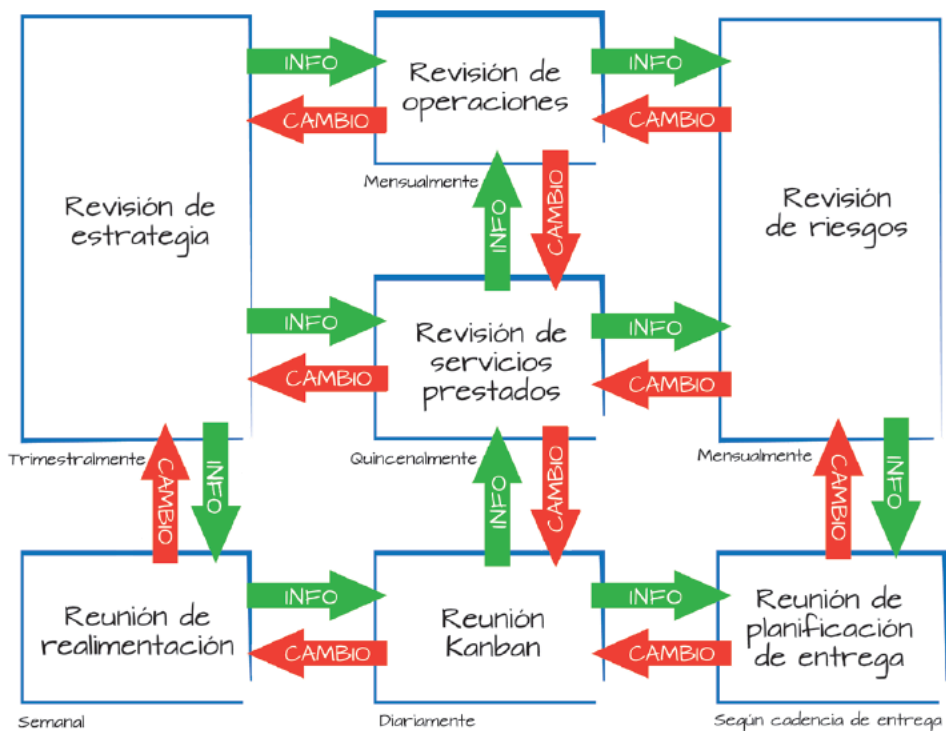 INFO
Revisión de
operaciones
INFO
CAMBIO
CAMBIO
Mensualmente
INFO
CAMBIO
Revisión de
estrategia
Revisión
de riesgos
INFO
Revisión de
servicios
prestados
INFO
CAMBIO
CAMBIO
Trimestralmente
CAMBIO
INFO
Quincenalmente
INFO
CAMBIO
Mensualmente
CAMBIO
INFO
Reunión de
realimentación
INFO
CAMBIO
Reunión
Kanban
INFO
CAMBIO
Reunión de
planificación
de entrega
Semanal
Diariamente
Según cadencia de entrega